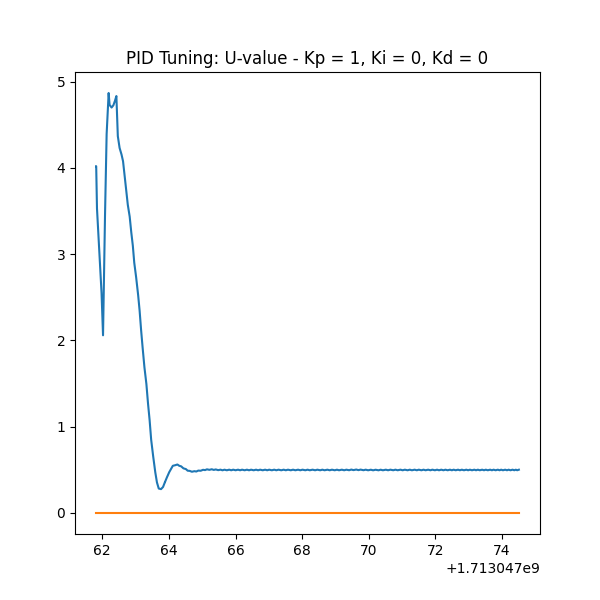 PID Tuning: U-value - Kp = 1, Ki = 0, Kd = 0
5
4
3
2
1
0
62 64 66 68 70 72 74
+1.713047e9